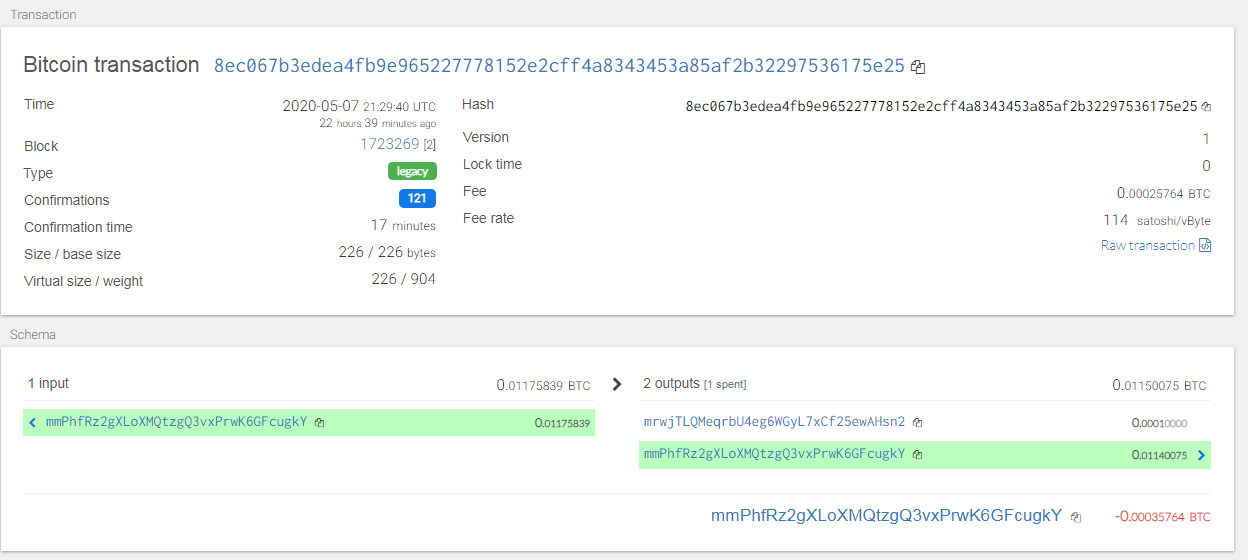 Transaction
Bitcoin transaction 8ec067b3edea4fb9e965227778152e2cff4a8343453a85af2b32297536175e25
Time 2020-05-07 21:29:40 UTC
22 hours 39 minutes ago
Block 1723269 [2]
Type legacy
Confirmations 121
Confirmation time 17 minutes
Size / base size 226 / 226 bytes
Virtual size / weight 226 / 904
Hash 8ec067b3edea4fb9e965227778152e2cff4a8343453a85af2b32297536175e25
Version 1
Lock time 0
Fee 0.00025764 BTC
Fee rate 114 satoshi/vByte
Raw transaction
Schema
1 input 0.01175839 BTC
mmPhfRz2gXLoXMQtzgQ3vxPrwK6GFcugkY 0.01175839
2 outputs [1 spent] 0.01150075 BTC
mrwjTLQMeqrbU4eg6WGyL7xCf25ewAHsn2 0.00010000
mmPhfRz2gXLoXMQtzgQ3vxPrwK6GFcugkY 0.01140075
mmPhfRz2gXLoXMQtzgQ3vxPrwK6GFcugkY -0.00035764 BTC